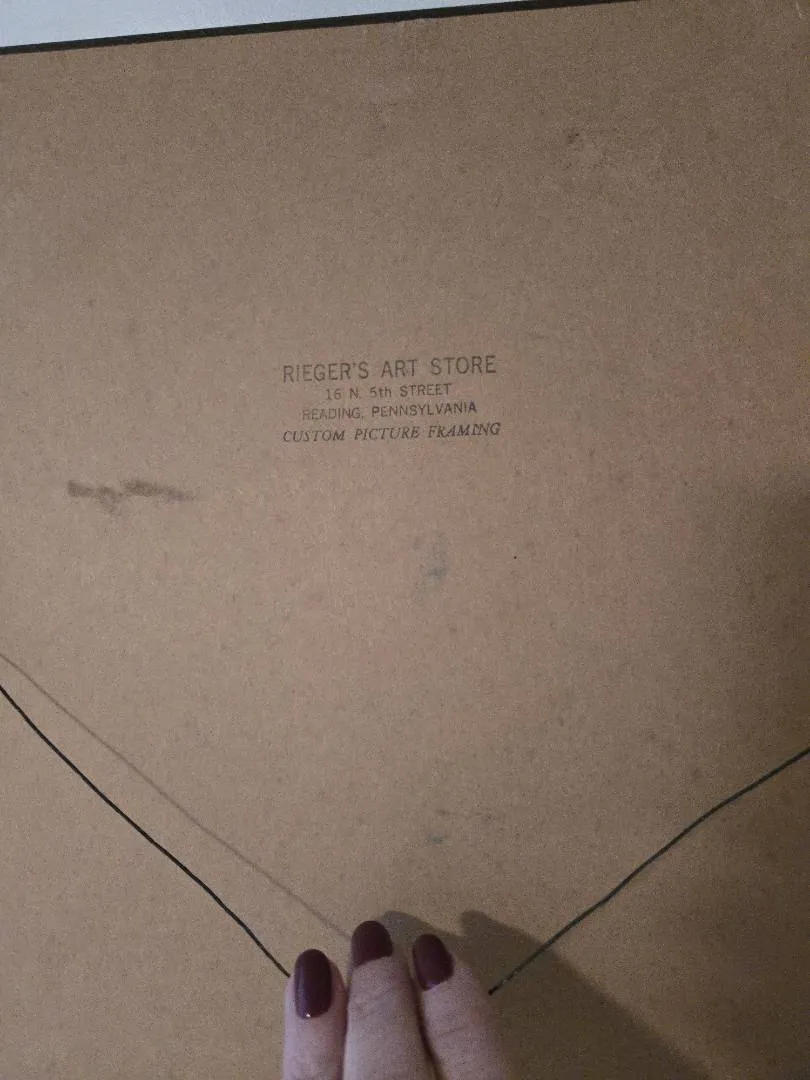 RIEGER'S ART STORE
16 N. 5th STREET
READING, PENNSYLVANIA
CUSTOM PICTURE FRAMING